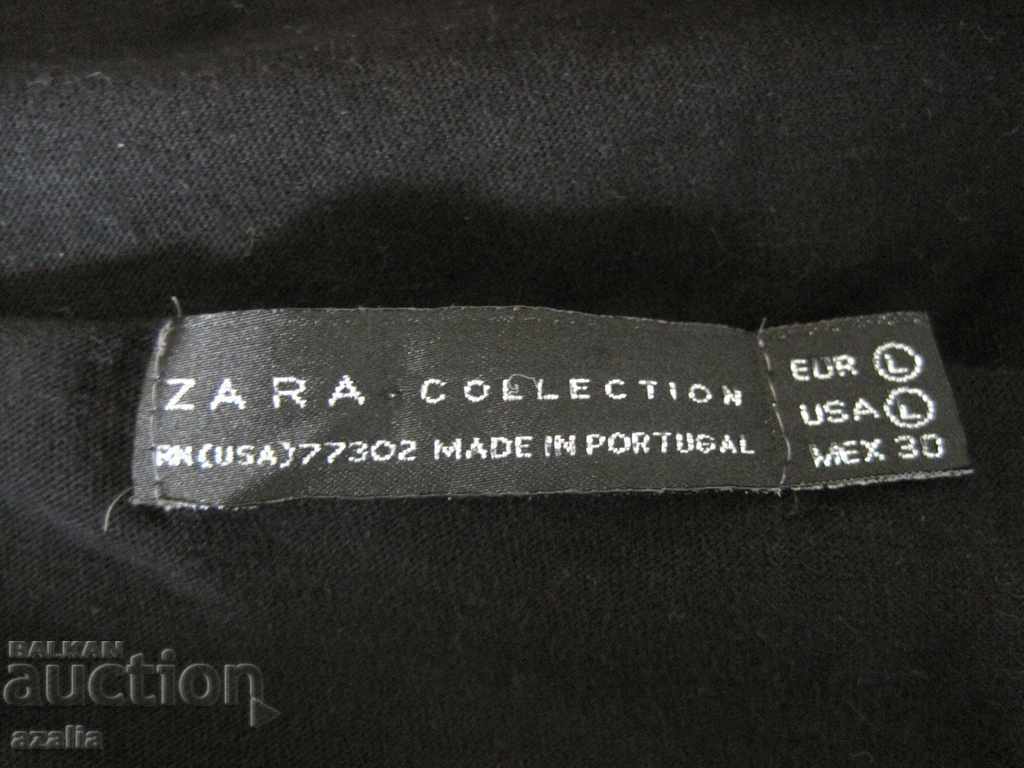 ZARA COLLECTION
RN(USA)77302 MADE IN PORTUGAL
EUR L
USA L
MEX 30
BALKAN
auction
azalia